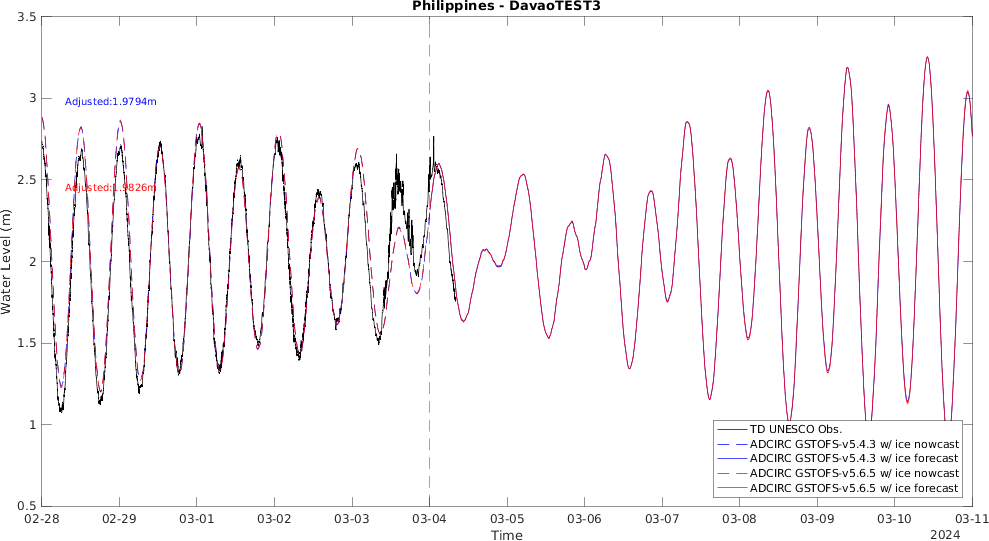 Philippines - DavaoTEST3
3.5
3
2.5
2
1.5
1
0.5
Water Level (m)
Adjusted:1.9794m
Adjusted:1.9826m
TD UNESCO Obs.
ADCIRC GSTOFS-v5.4.3 w/ ice nowcast
ADCIRC GSTOFS-v5.4.3 w/ ice forecast
ADCIRC GSTOFS-v5.6.5 w/ ice nowcast
ADCIRC GSTOFS-v5.6.5 w/ ice forecast
02-28 02-29 03-01 03-02 03-03 03-04 03-05 03-06 03-07 03-08 03-09 03-10 03-11
Time
2024